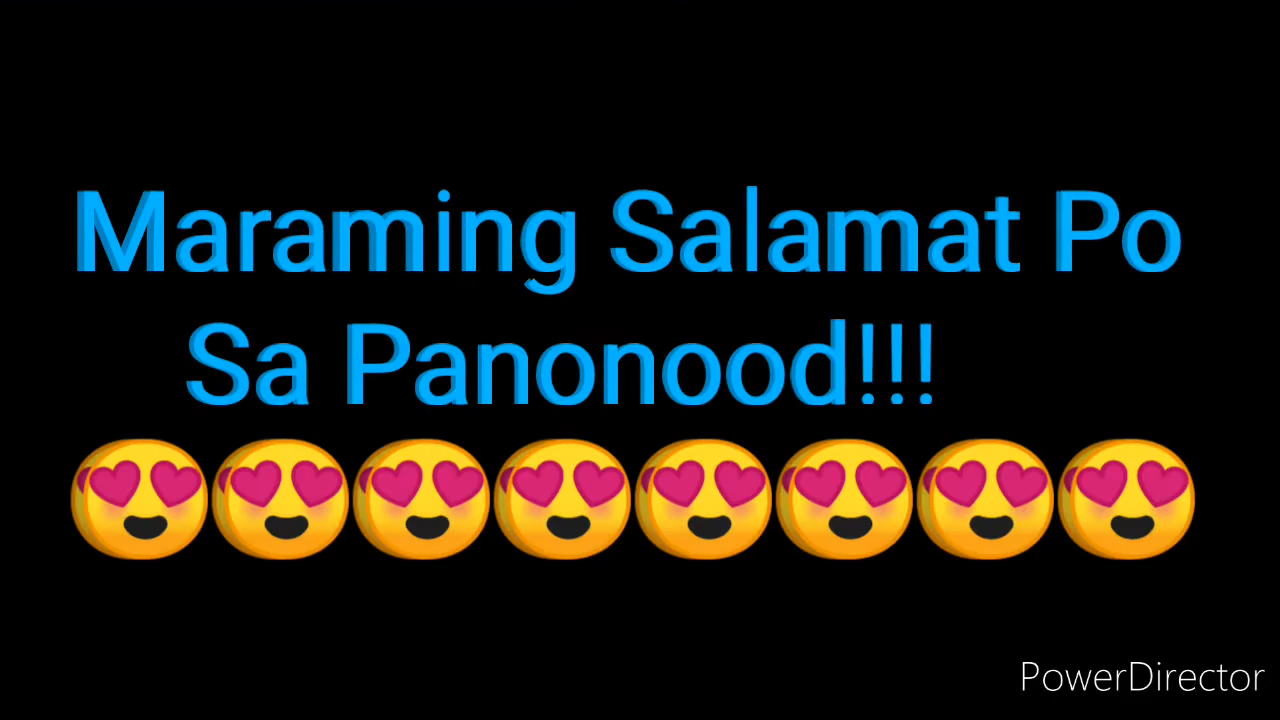 Maraming Salamat Po
Sa Panonood!!!
😍😍😍😍😍😍😍😍
PowerDirector